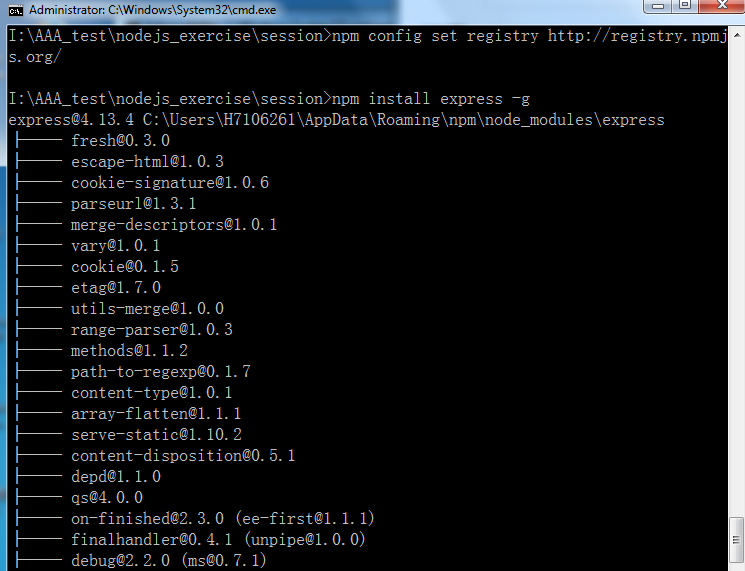 Administrator: C:\Windows\System32\cmd.exe
I:\AAA_test\nodejs_exercise\session>npm config set registry http://registry.npmj
s.org/
I:\AAA_test\nodejs_exercise\session>npm install express -g
express@4.13.4 C:\Users\H7106261\AppData\Roaming\npm\node_modules\express
├── fresh@0.3.0
├── escape-html@1.0.3
├── cookie-signature@1.0.6
├── parseurl@1.3.1
├── merge-descriptors@1.0.1
├── vary@1.0.1
├── cookie@0.1.5
├── etag@1.7.0
├── utils-merge@1.0.0
├── range-parser@1.0.3
├── methods@1.1.2
├── path-to-regexp@0.1.7
├── content-type@1.0.1
├── array-flatten@1.1.1
├── serve-static@1.10.2
├── content-disposition@0.5.1
├── depd@1.1.0
├── qs@4.0.0
├── on-finished@2.3.0 (ee-first@1.1.1)
├── finalhandler@0.4.1 (unpipe@1.0.0)
├── debug@2.2.0 (ms@0.7.1)